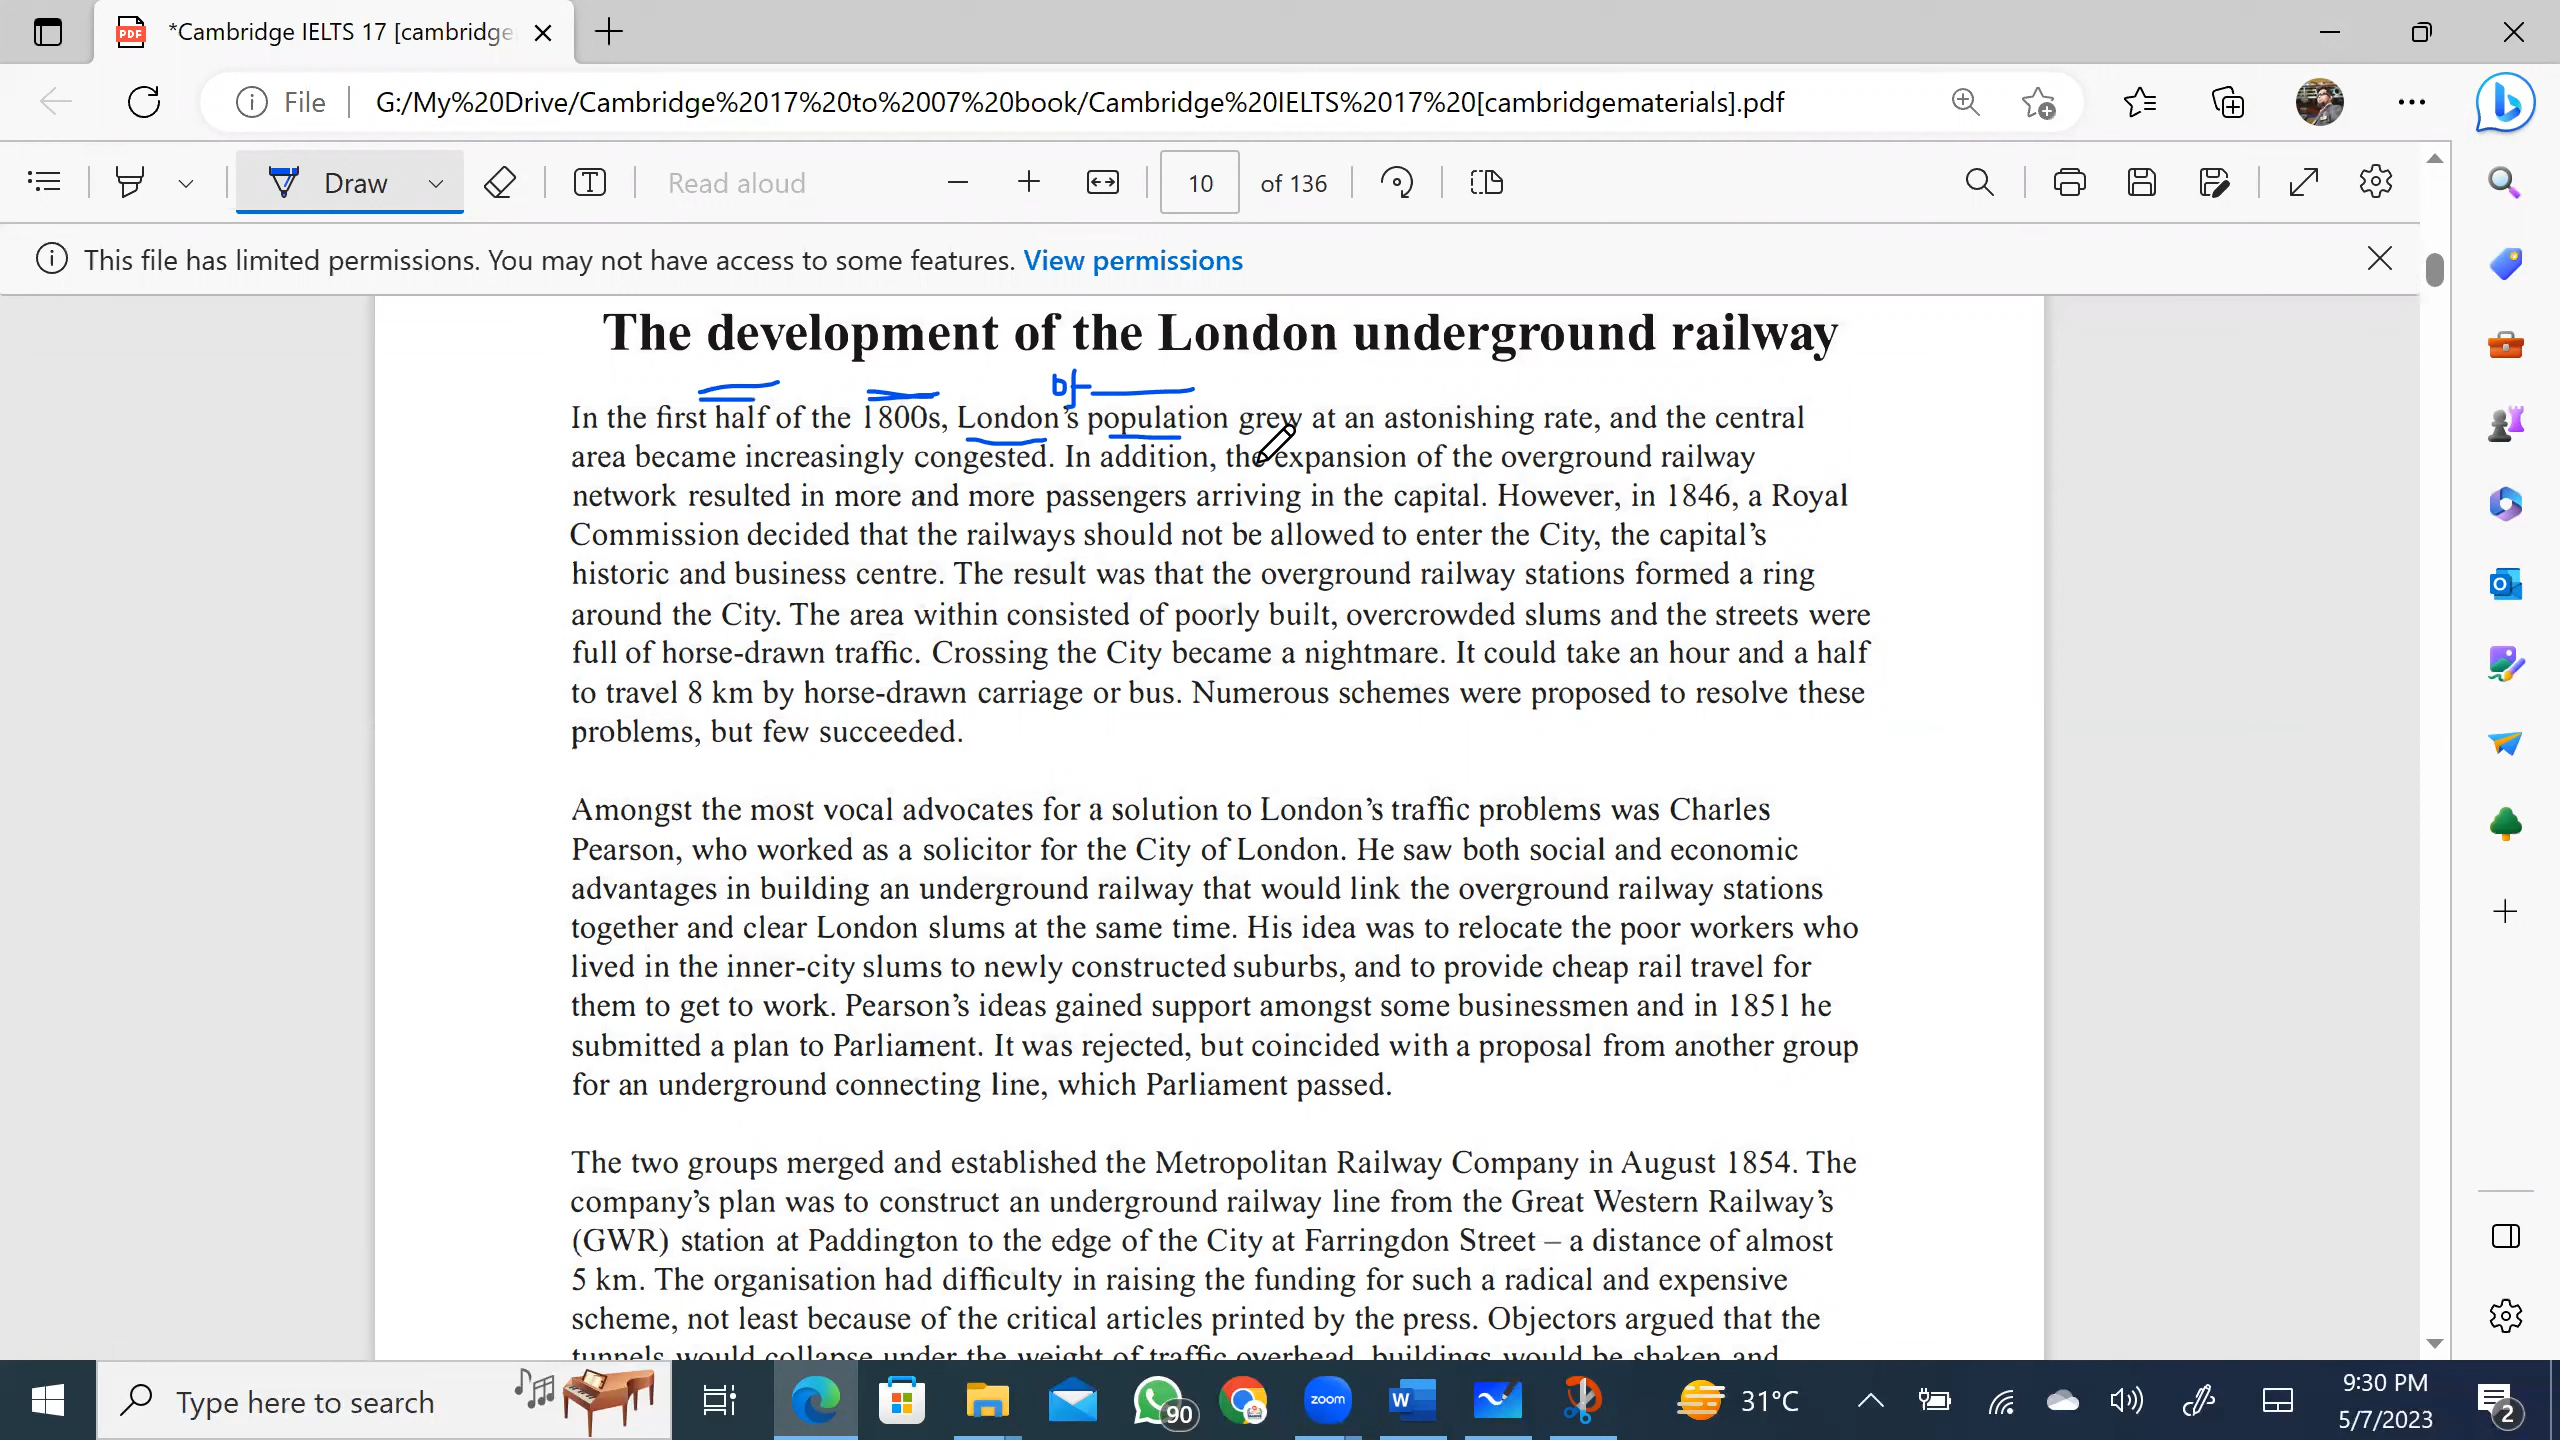 *Cambridge IELTS 17 [cambridge
File
G:/My%20Drive/Cambridge%2017%20to%2007%20book/Cambridge%20IELTS%2017%20[cambridgematerials].pdf
Draw
Read aloud
10 of 136
This file has limited permissions. You may not have access to some features. View permissions
The development of the London underground railway
In the first half of the 1800s, London’s population grew at an astonishing rate, and the central
area became increasingly congested. In addition, the expansion of the overground railway
network resulted in more and more passengers arriving in the capital. However, in 1846, a Royal
Commission decided that the railways should not be allowed to enter the City, the capital’s
historic and business centre. The result was that the overground railway stations formed a ring
around the City. The area within consisted of poorly built, overcrowded slums and the streets were
full of horse-drawn traffic. Crossing the City became a nightmare. It could take an hour and a half
to travel 8 km by horse-drawn carriage or bus. Numerous schemes were proposed to resolve these
problems, but few succeeded.
Amongst the most vocal advocates for a solution to London’s traffic problems was Charles
Pearson, who worked as a solicitor for the City of London. He saw both social and economic
advantages in building an underground railway that would link the overground railway stations
together and clear London slums at the same time. His idea was to relocate the poor workers who
lived in the inner-city slums to newly constructed suburbs, and to provide cheap rail travel for
them to get to work. Pearson’s ideas gained support amongst some businessmen and in 1851 he
submitted a plan to Parliament. It was rejected, but coincided with a proposal from another group
for an underground connecting line, which Parliament passed.
The two groups merged and established the Metropolitan Railway Company in August 1854. The
company’s plan was to construct an underground railway line from the Great Western Railway’s
(GWR) station at Paddington to the edge of the City at Farringdon Street – a distance of almost
5 km. The organisation had difficulty in raising the funding for such a radical and expensive
scheme, not least because of the critical articles printed by the press. Objectors argued that the
tunnels would collapse under the weight of traffic overhead, buildings would be shaken and
Type here to search
90
zoom
31°C
9:30 PM
5/7/2023
2